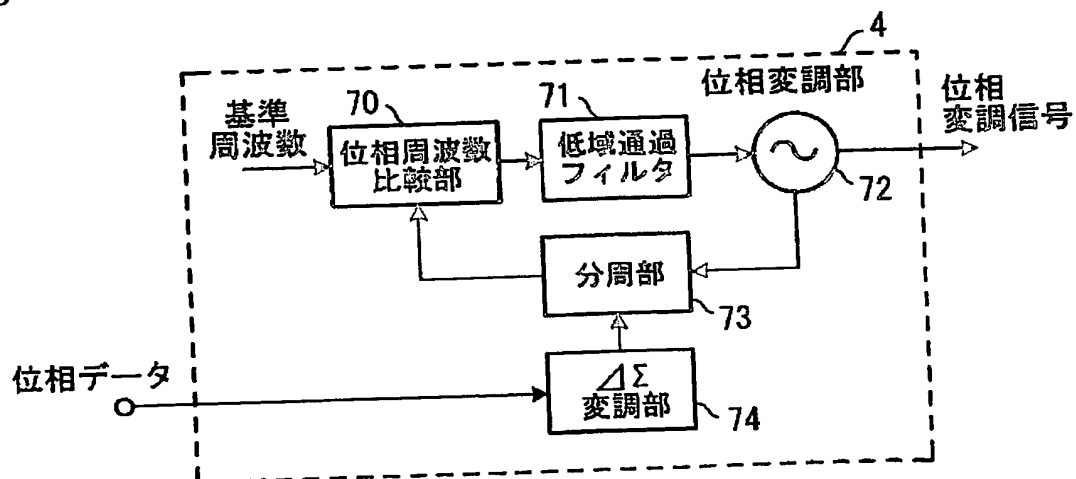 4
位相変調部
基準
周波数
70
位相周波数
比較部
71
低域通過
フィルタ
72
位相
変調信号
分周部
73
位相データ
ΔΣ
変調部
74